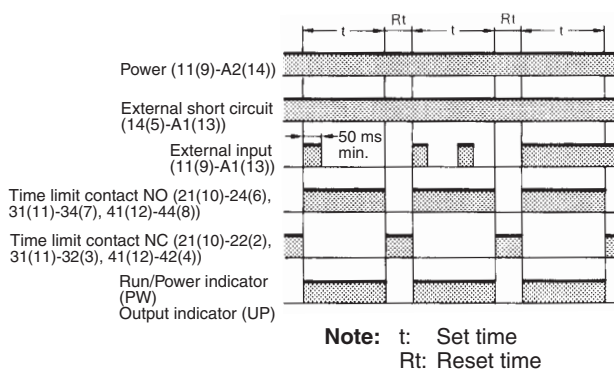 t Rt t Rt t
Power (11(9)-A2(14))
External short circuit
(14(5)-A1(13))
50 ms
min.
External input
(11(9)-A1(13))
Time limit contact NO (21(10)-24(6),
31(11)-34(7), 41(12)-44(8))
Time limit contact NC (21(10)-22(2),
31(11)-32(3), 41(12)-42(4))
Run/Power indicator
(PW)
Output indicator (UP)
Note: t: Set time
Rt: Reset time